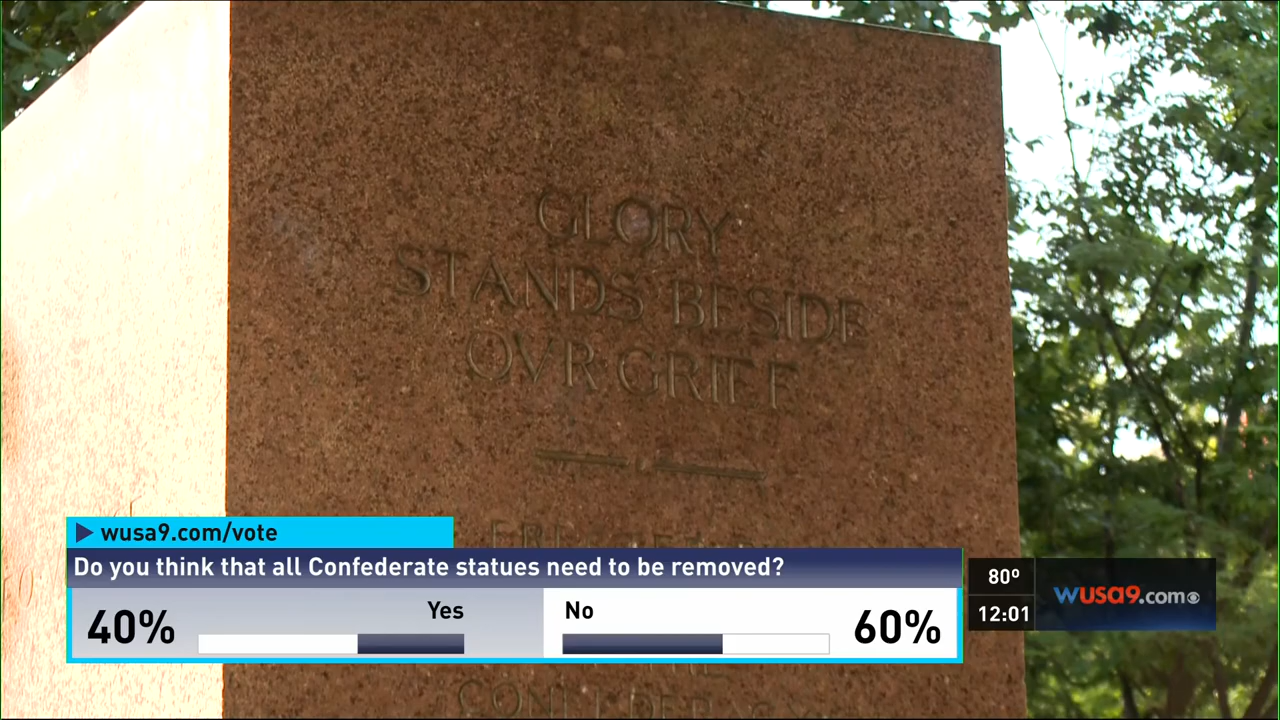 GLORY
STANDS BESIDE
OVR GRIEF
wusa9.com/vote
Do you think that all Confederate statues need to be removed?
40%
Yes
No
60%
80º
12:01
wusa9.com